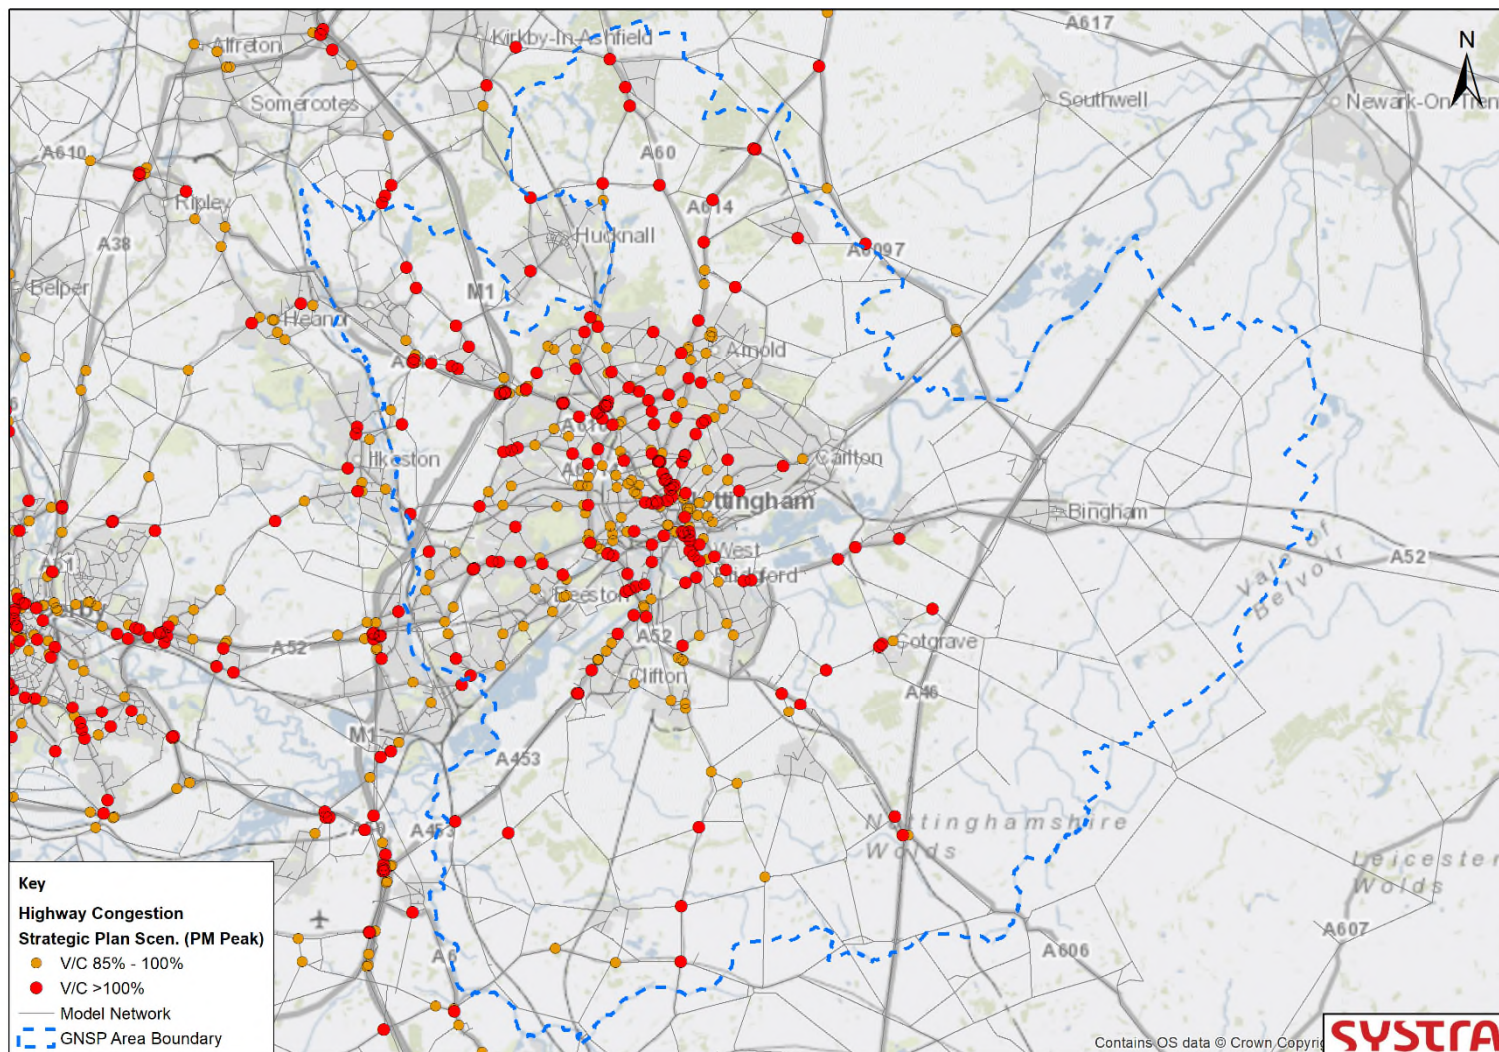 A617
Alfreton
Kirkby-In-Ashfield
N
Somercotes
Southwell
Newark-On-Tren
A610
A60
Ripley
A614
A38
Hucknall
A6097
Belper
M1
Heanor
Arnold
Ilkeston
Carlton
Nottingham
Bingham
West
Bridgford
A52
Vale of
Belvoir
Beeston
A52
A52
Cotgrave
Clifton
A46
M1
A453
A453
Nottinghamshire
Wolds
Leicester
Wolds
A607
A6
A606
Key
Highway Congestion
Strategic Plan Scen. (PM Peak)
V/C 85% - 100%
V/C >100%
Model Network
GNSP Area Boundary
Contains OS data © Crown Copyrig
SYSTRA